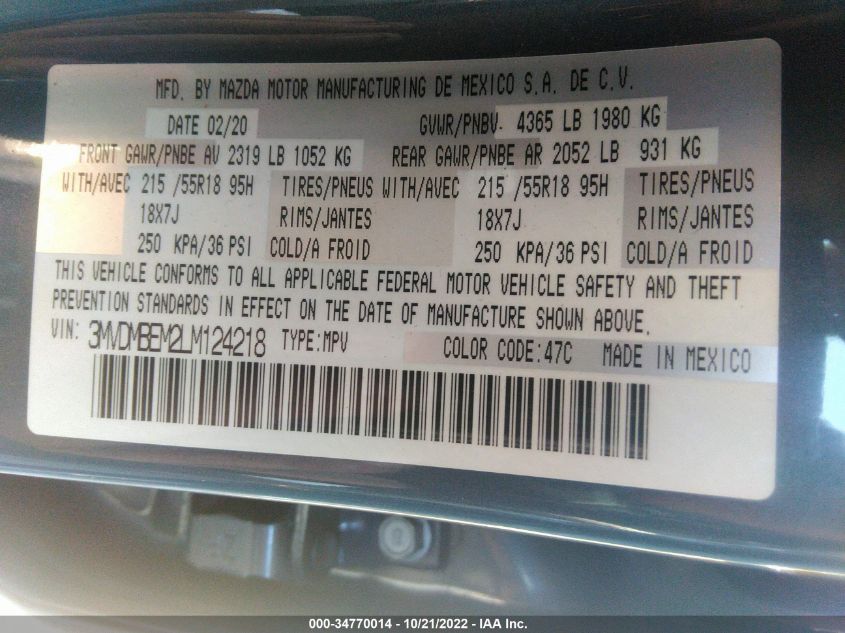 MFD. BY MAZDA MOTOR MANUFACTURING DE MEXICO S.A. DE C.V.
DATE 02/20 GVWR/PNBV 4365 LB 1980 KG
FRONT GAWR/PNBE AV 2319 LB 1052 KG REAR GAWR/PNBE AR 2052 LB 931 KG
WITH/AVEC 215 /55R18 95H TIRES/PNEUS WITH/AVEC 215 /55R18 95H TIRES/PNEUS
18X7J RIMS/JANTES 18X7J RIMS/JANTES
250 KPA/36 PSI COLD/A FROID 250 KPA/36 PSI COLD/A FROID
THIS VEHICLE CONFORMS TO ALL APPLICABLE FEDERAL MOTOR VEHICLE SAFETY AND THEFT
PREVENTION STANDARDS IN EFFECT ON THE DATE OF MANUFACTURE SHOWN ABOVE.
VIN: 3MVDMBEM2LM124218 TYPE:MPV COLOR CODE:47C MADE IN MEXICO
000-34770014 - 10/21/2022 - IAA Inc.